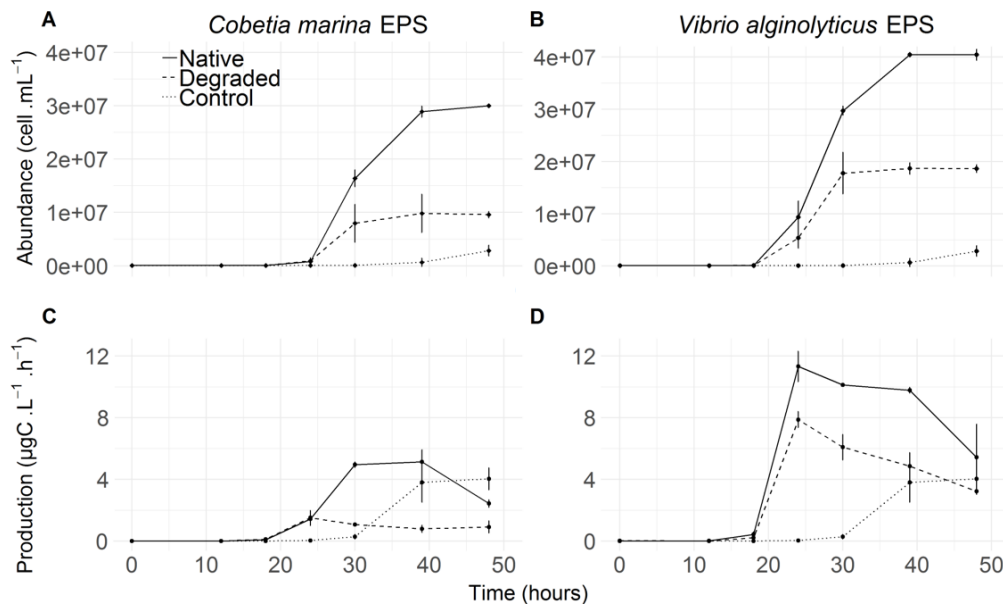 A
Cobetia marina EPS
B
Vibrio alginolyticus EPS
Abundance (cell .mL⁻¹)
4e+07
3e+07
2e+07
1e+07
0e+00
Native
Degraded
Control
4e+07
3e+07
2e+07
1e+07
0e+00
C
D
Production (µgC .L⁻¹ .h⁻¹)
12
8
4
0
0 10 20 30 40 50
12
8
4
0
0 10 20 30 40 50
Time (hours)